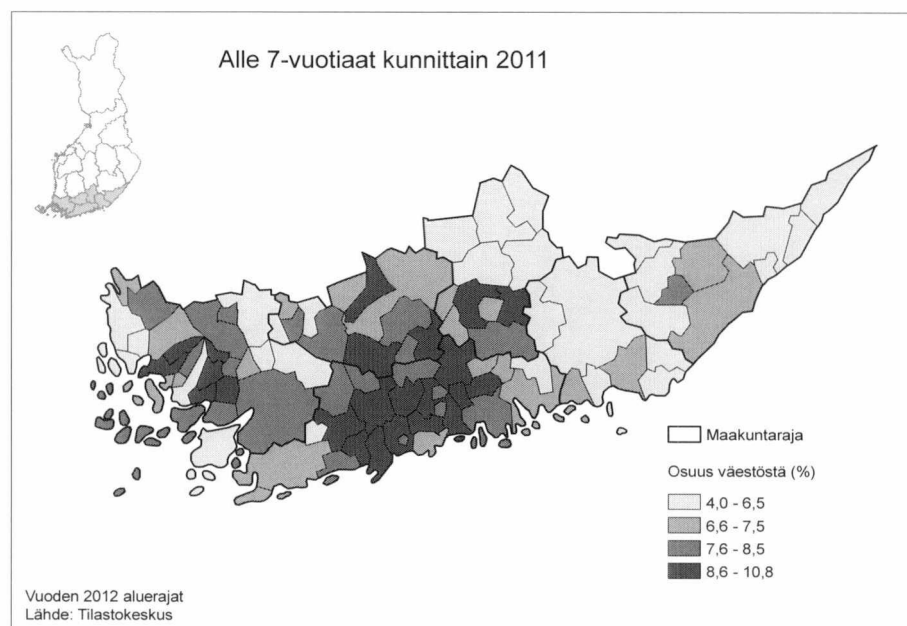 Alle 7-vuotiaat kunnittain 2011
Maakuntaraja
Osuus väestöstä (%)
4,0 - 6,5
6,6 - 7,5
7,6 - 8,5
8,6 - 10,8
Vuoden 2012 aluerajat
Lähde: Tilastokeskus